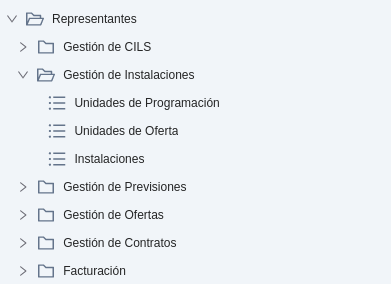 Representantes
Gestión de CILS
Gestión de Instalaciones
Unidades de Programación
Unidades de Oferta
Instalaciones
Gestión de Previsiones
Gestión de Ofertas
Gestión de Contratos
Facturación